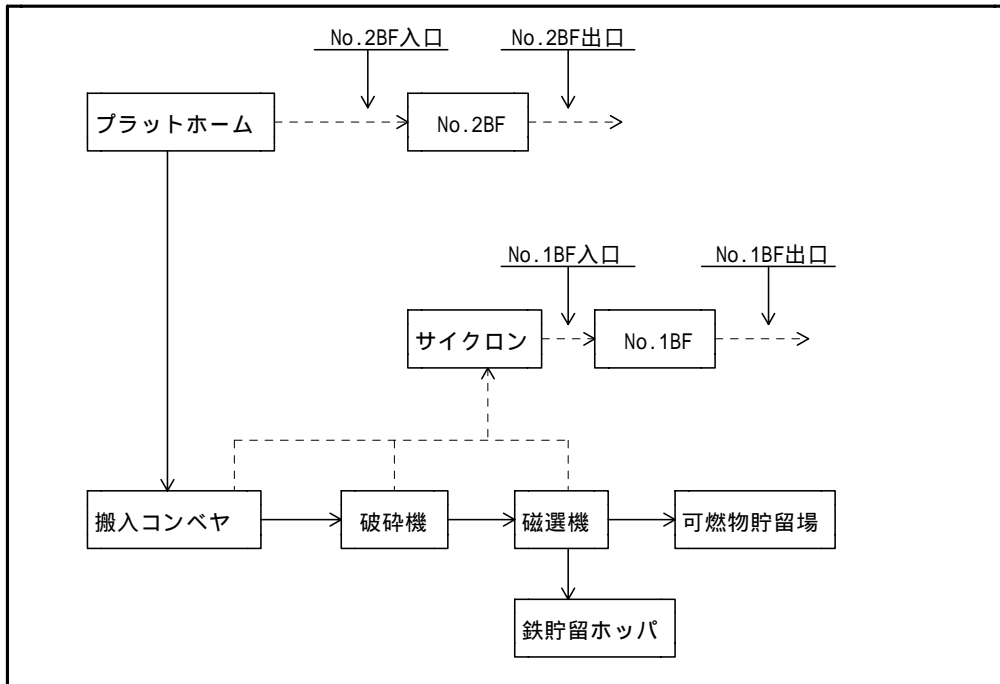 No.2BF入口
No.2BF出口
プラットホーム
No.2BF
No.1BF入口
No.1BF出口
サイクロン
No.1BF
搬入コンベヤ
破砕機
磁選機
可燃物貯留場
鉄貯留ホッパ